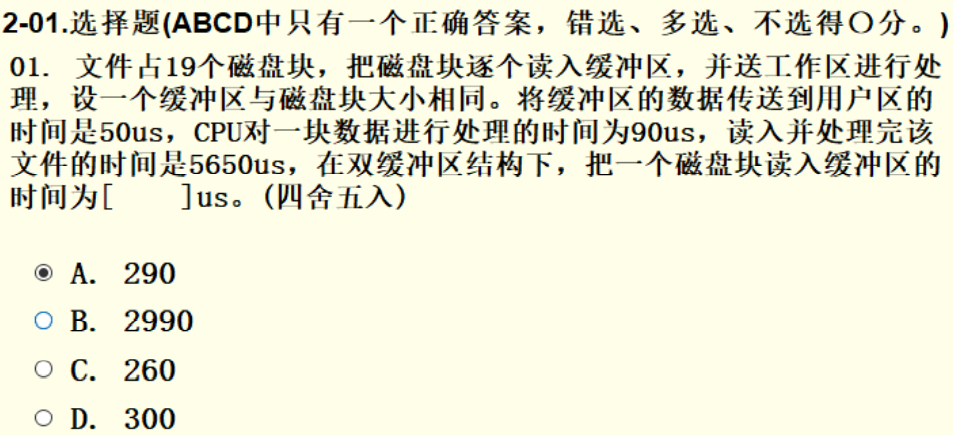 2-01.选择题(ABCD中只有一个正确答案，错选、多选、不选得〇分。)
01. 文件占19个磁盘块，把磁盘块逐个读入缓冲区，并送工作区进行处
理，设一个缓冲区与磁盘块大小相同。将缓冲区的数据传送到用户区的
时间是50us，CPU对一块数据进行处理的时间为90us，读入并处理完该
文件的时间是5650us，在双缓冲区结构下，把一个磁盘块读入缓冲区的
时间为[ ]us。(四舍五入)
A. 290
B. 2990
C. 260
D. 300